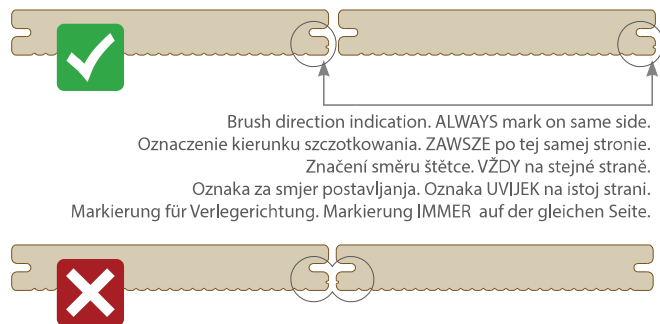 Brush direction indication. ALWAYS mark on same side.
Oznaczenie kierunku szczotkowania. ZAWSZE po tej samej stronie.
Značení směru štětce. VŽDY na stejné straně.
Oznaka za smjer postavljanja. Oznaka UVIJEK na istoj strani.
Markierung für Verlegerichtung. Markierung IMMER auf der gleichen Seite.